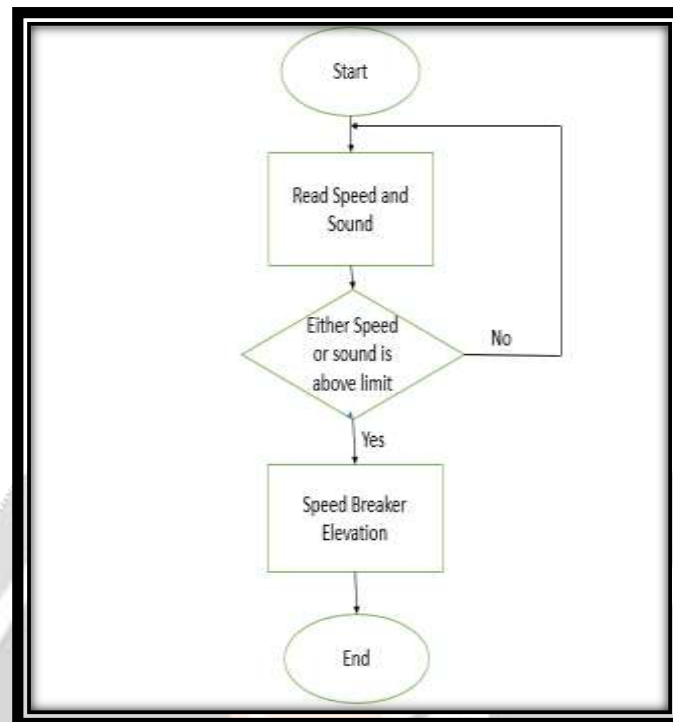 Start
Read Speed and
Sound
Either Speed
or sound is
above limit
No
Yes
Speed Breaker
Elevation
End